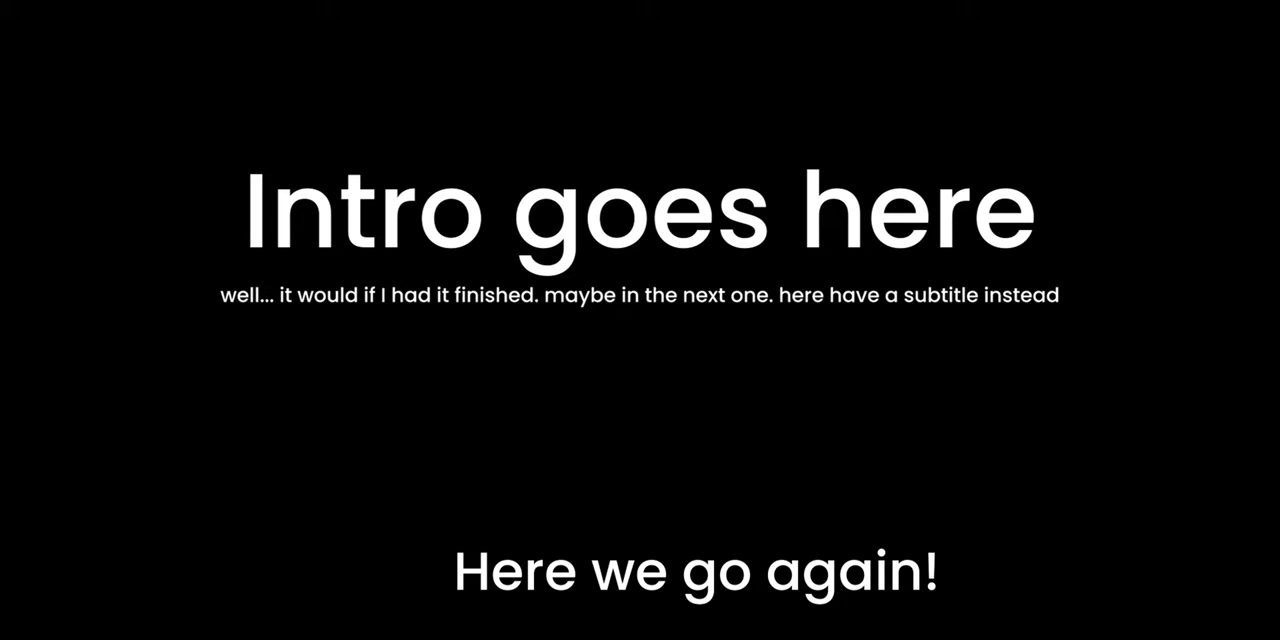 Intro goes here
well... it would if I had it finished. maybe in the next one. here have a subtitle instead
Here we go again!